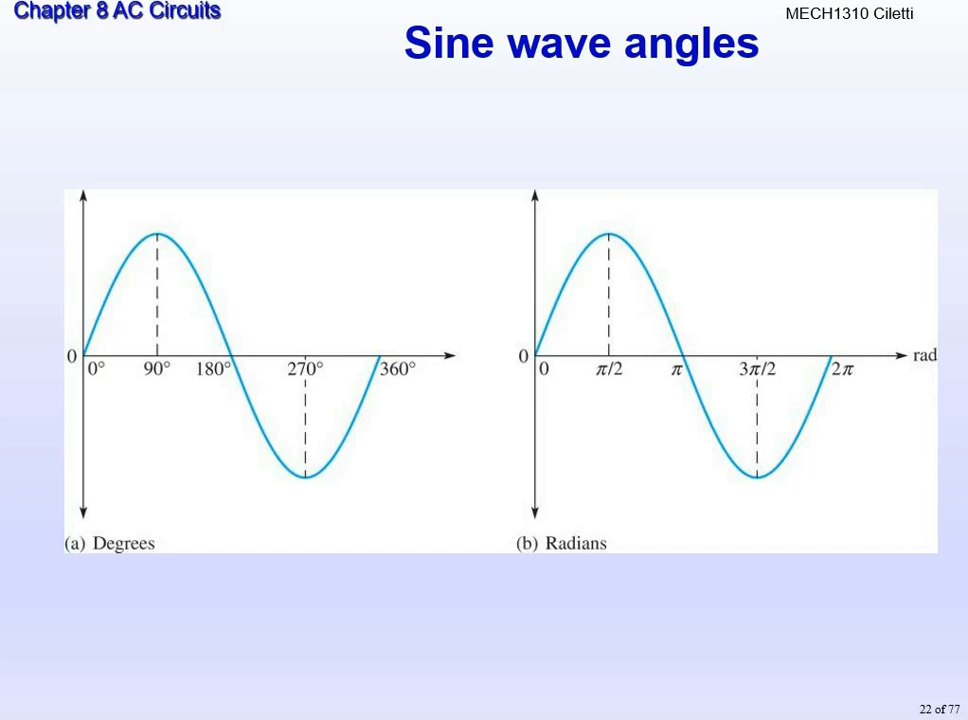 Chapter 8 AC Circuits
MECH1310 Ciletti
Sine wave angles
0
0° 90° 180° 270° 360°
(a) Degrees
0 rad
0 π/2 π 3π/2 2π
(b) Radians
22 of 77